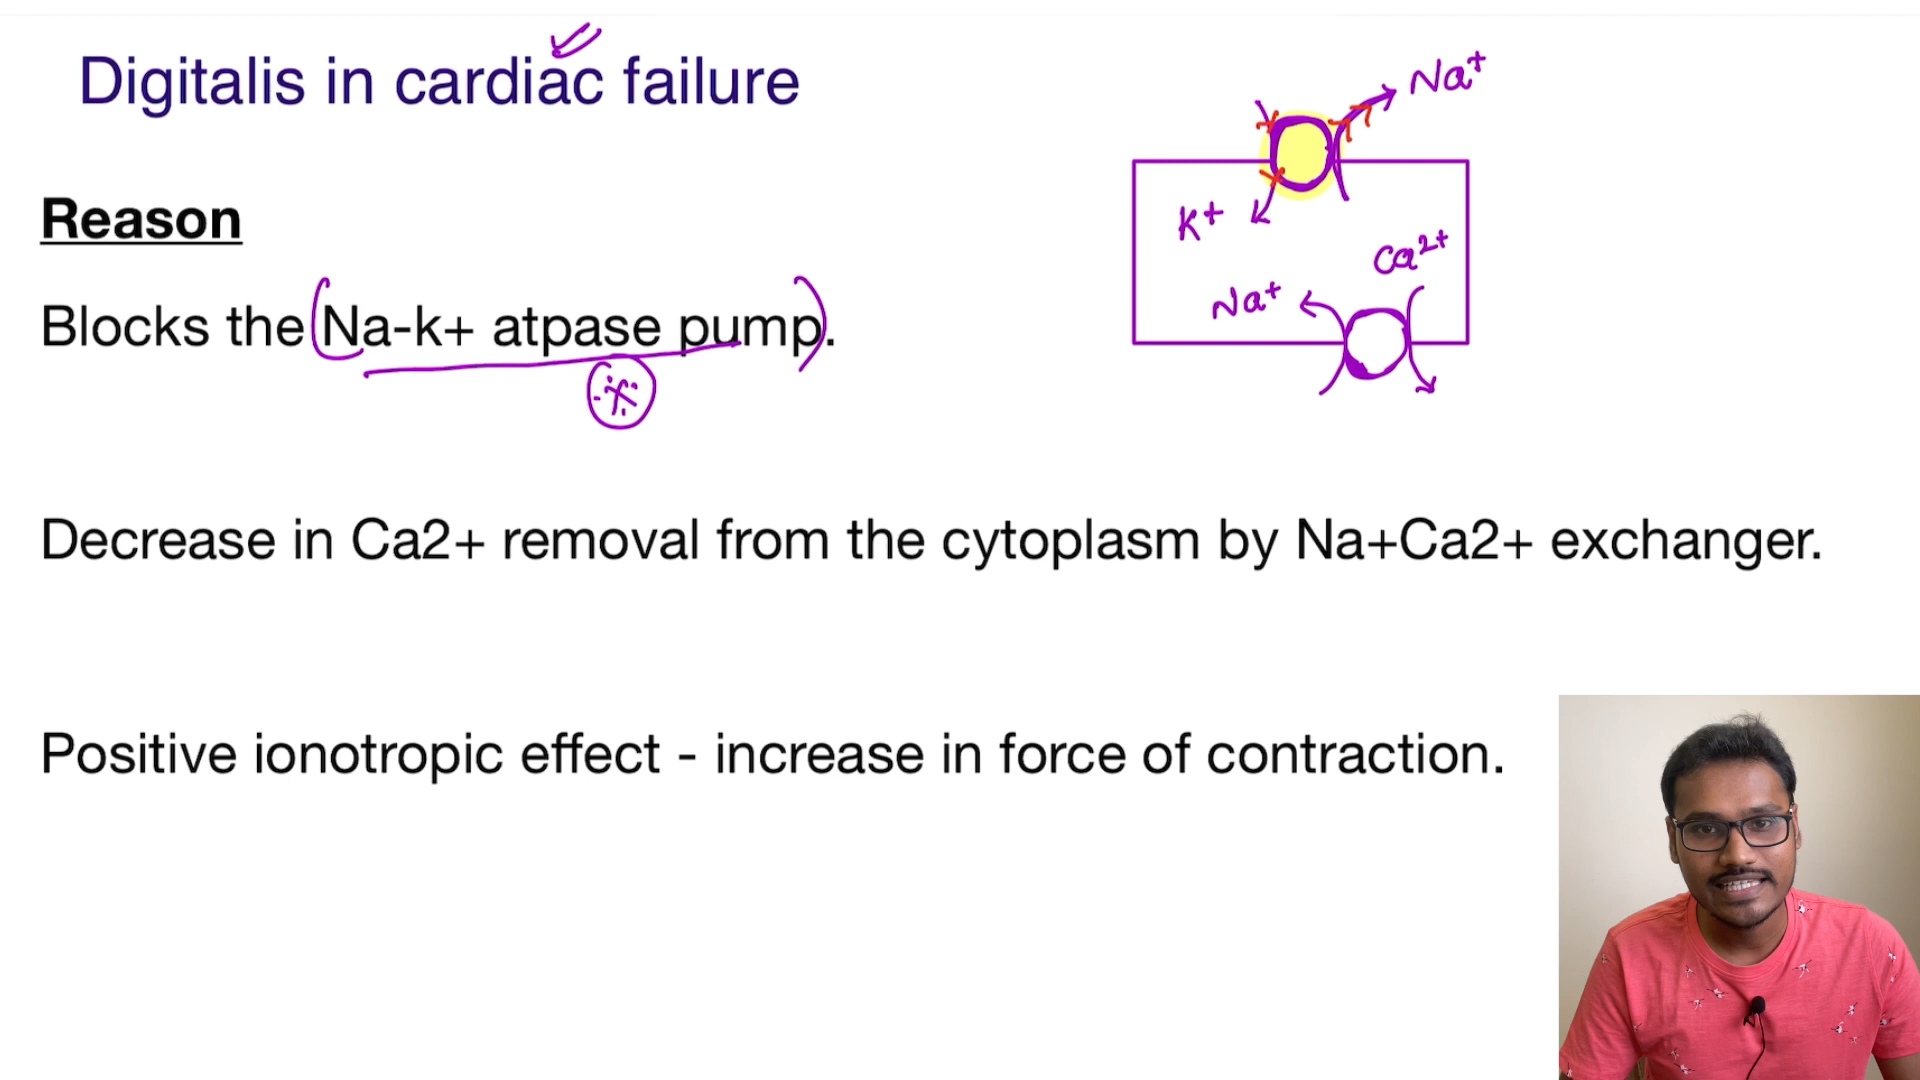 Digitalis in cardiac failure
Reason
Blocks the (Na-k+ atpase pump).
Na+
K+
Ca2+
Na+
Decrease in Ca2+ removal from the cytoplasm by Na+Ca2+ exchanger.
Positive ionotropic effect - increase in force of contraction.